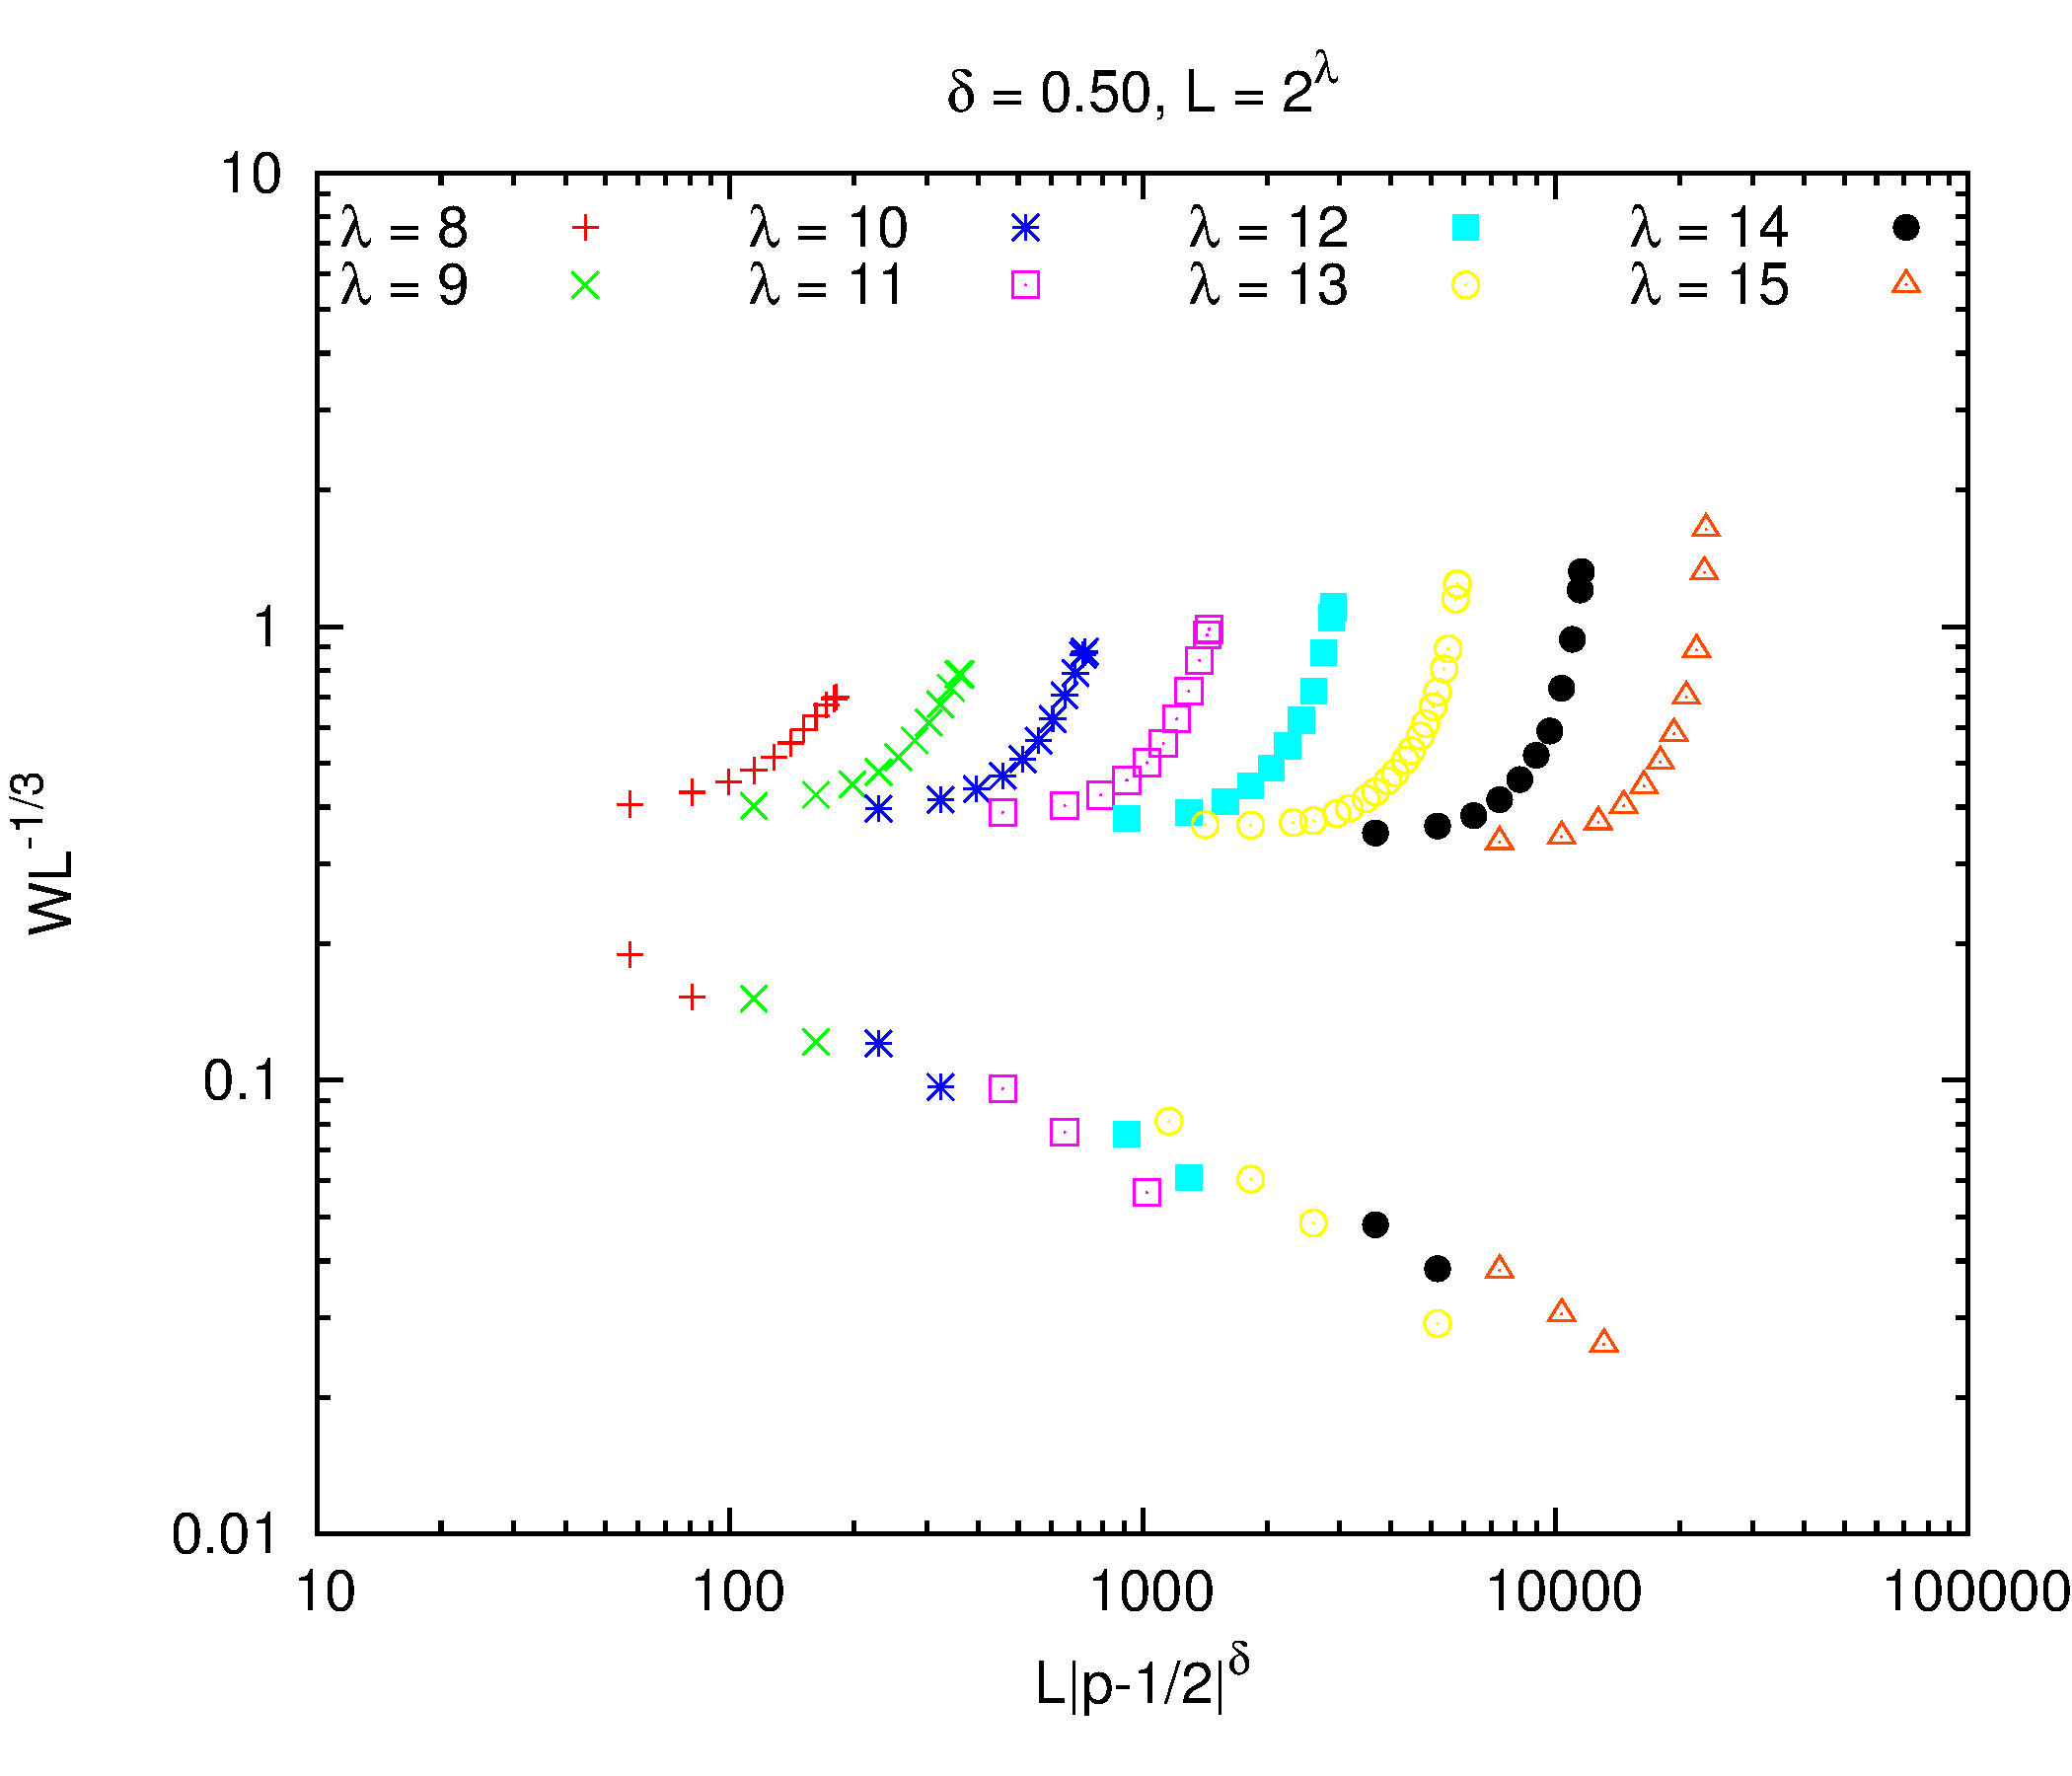 δ = 0.50, L = 2^λ
10
λ = 8 λ = 10 λ = 12 λ = 14
λ = 9 λ = 11 λ = 13 λ = 15
1
WL^-1/3
0.1
0.01
10 100 1000 10000 100000
L|p-1/2|^δ